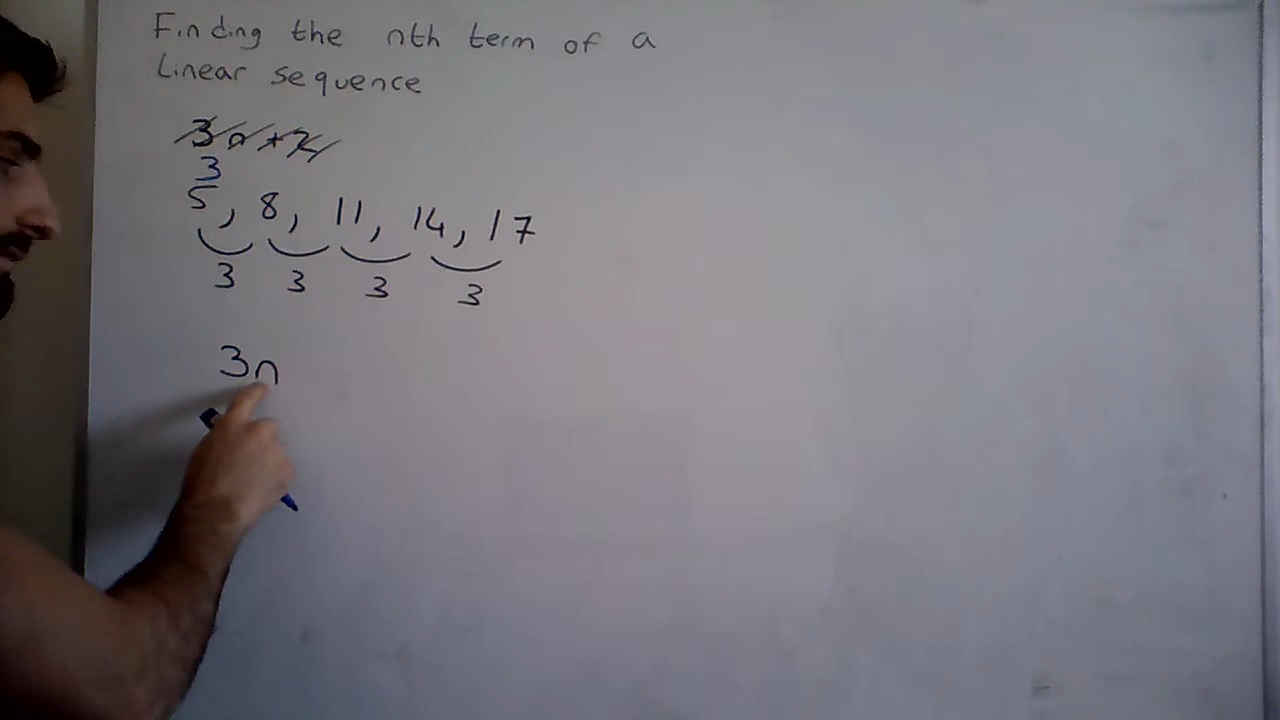 Finding the nth term of a
Linear sequence
3n+2
3
5, 8, 11, 14, 17
3 3 3 3
3n